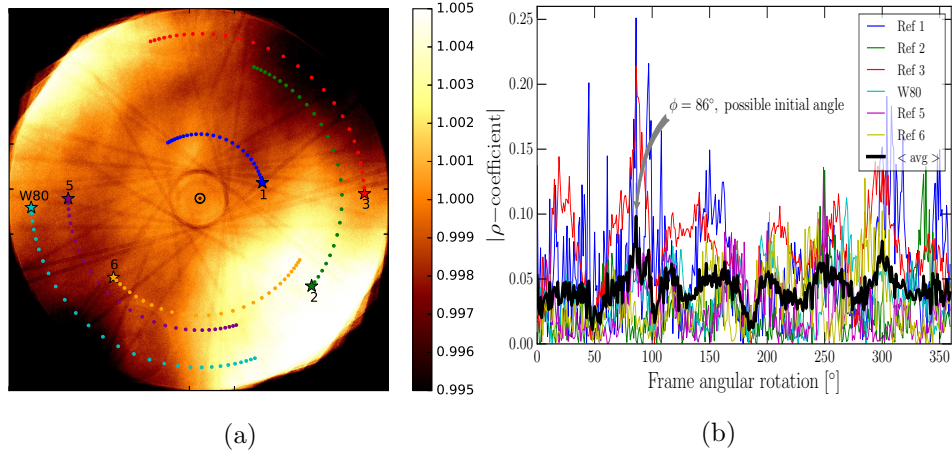 W80
5
6
1
2
3
1.005
1.004
1.003
1.002
1.001
1.000
0.999
0.998
0.997
0.996
0.995
(a)
|ρ−coefficient|
0.25
0.20
0.15
0.10
0.05
0.00
ϕ = 86°, possible initial angle
Ref 1
Ref 2
Ref 3
W80
Ref 5
Ref 6
< avg >
0 50 100 150 200 250 300 350
Frame angular rotation [°]
(b)